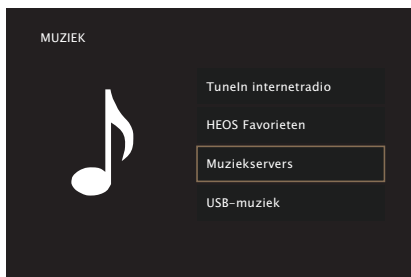 MUZIEK
TuneIn internetradio
HEOS Favorieten
Muziekservers
USB-muziek